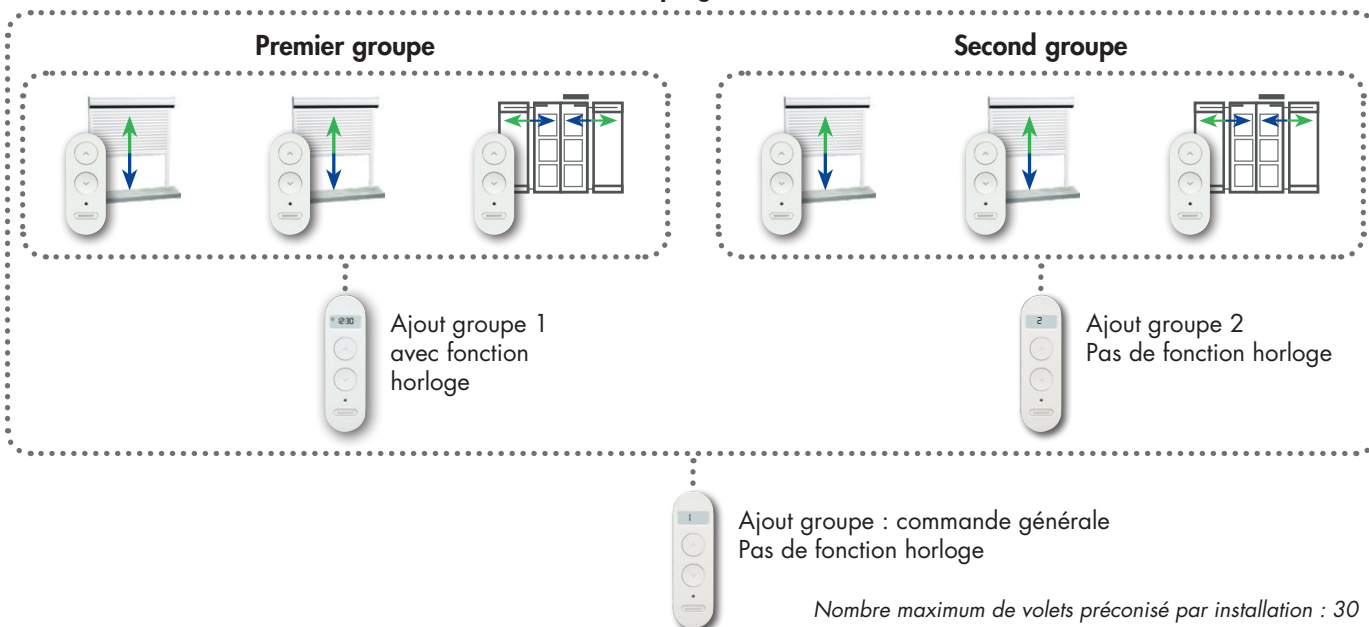 Premier groupe
Second groupe
12:30
2
Ajout groupe 1
avec fonction
horloge
Ajout groupe 2
Pas de fonction horloge
1
Ajout groupe : commande générale
Pas de fonction horloge
Nombre maximum de volets préconisé par installation : 30